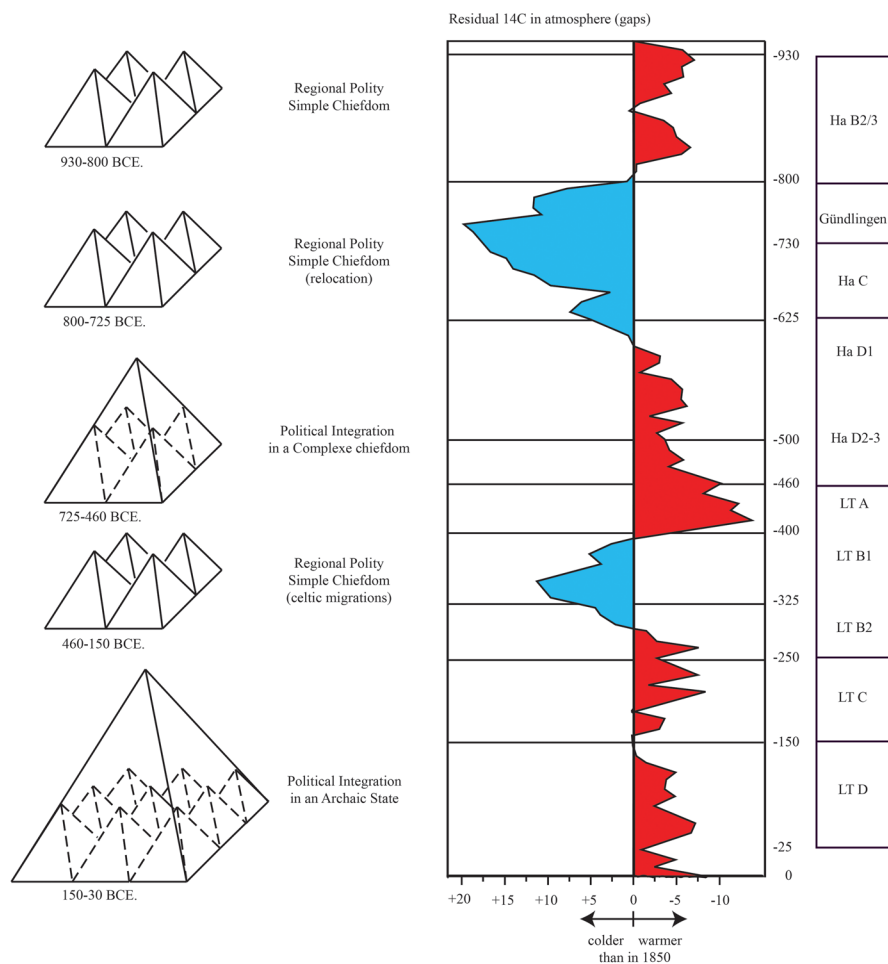 Residual 14C in atmosphere (gaps)
930-800 BCE.
Regional Polity
Simple Chiefdom
800-725 BCE.
Regional Polity
Simple Chiefdom
(relocation)
725-460 BCE.
Political Integration
in a Complexe chiefdom
460-150 BCE.
Regional Polity
Simple Chiefdom
(celtic migrations)
150-30 BCE.
Political Integration
in an Archaic State
-930
-800
-730
-625
-500
-460
-400
-325
-250
-150
-25
0
Ha B2/3
Gündlingen
Ha C
Ha D1
Ha D2-3
LT A
LT B1
LT B2
LT C
LT D
+20 +15 +10 +5 0 -5 -10
colder warmer
than in 1850